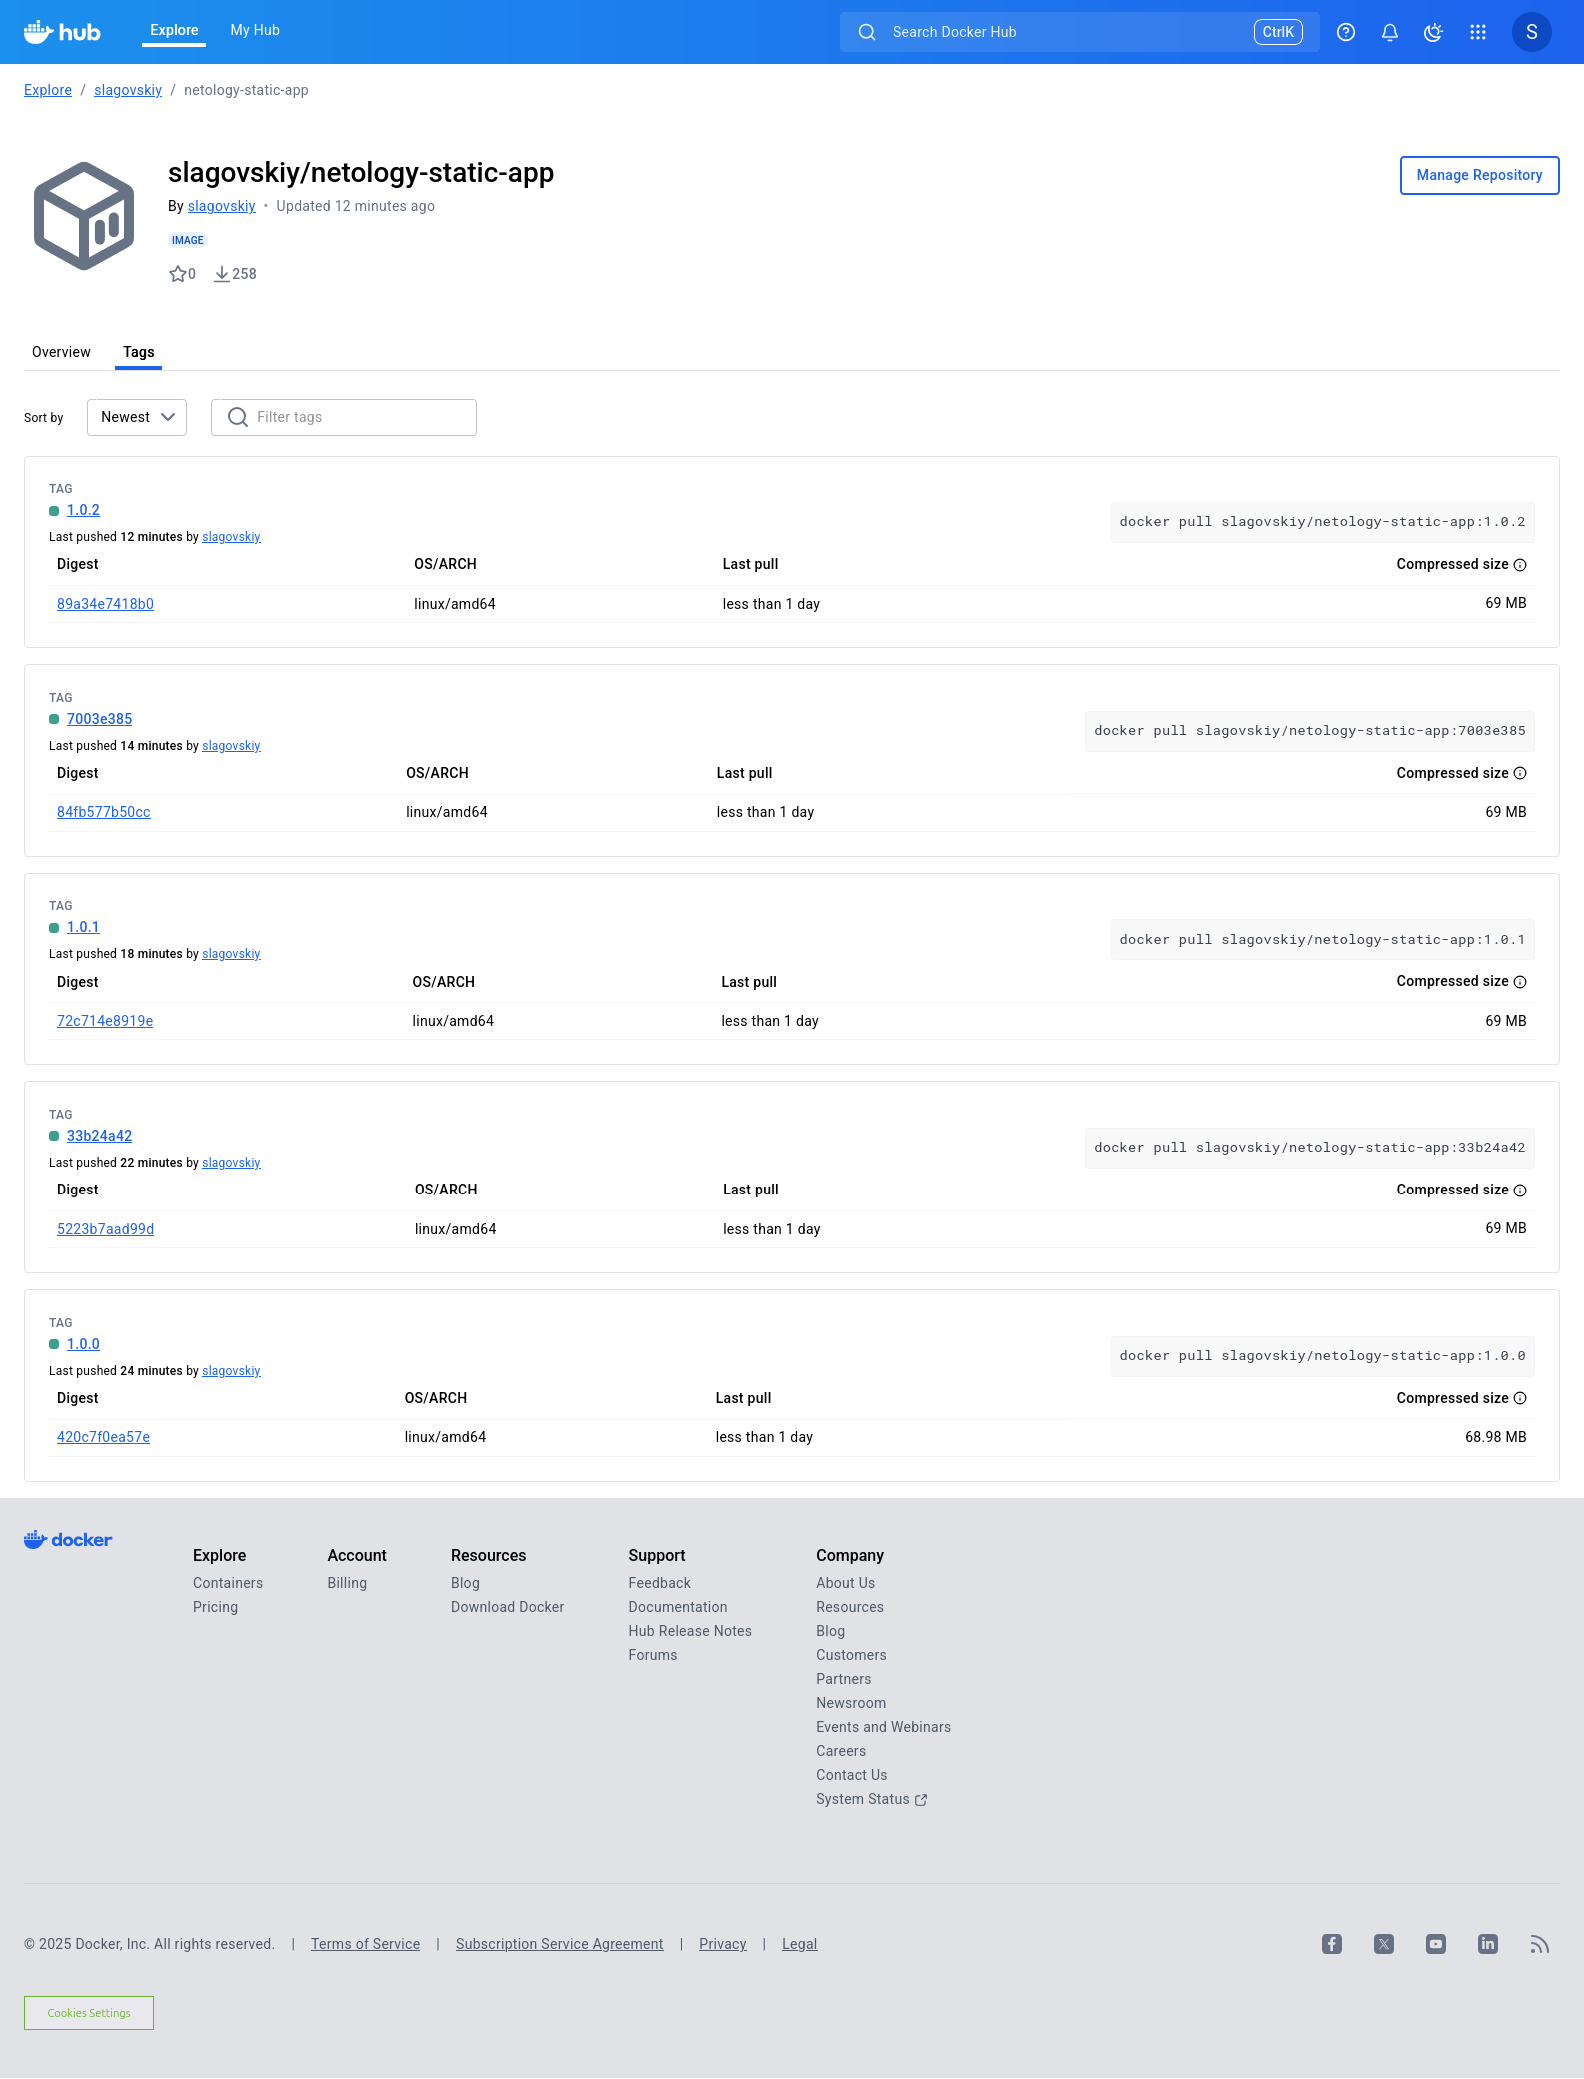 hub Explore My Hub Search Docker Hub CtrlK S
Explore / slagovskiy / netology-static-app
slagovskiy/netology-static-app
Manage Repository
By slagovskiy • Updated 12 minutes ago
IMAGE
0 258
Overview Tags
Sort by Newest Filter tags
TAG
1.0.2
docker pull slagovskiy/netology-static-app:1.0.2
Last pushed 12 minutes by slagovskiy
Digest OS/ARCH Last pull Compressed size
89a34e7418b0 linux/amd64 less than 1 day 69 MB
TAG
7003e385
docker pull slagovskiy/netology-static-app:7003e385
Last pushed 14 minutes by slagovskiy
Digest OS/ARCH Last pull Compressed size
84fb577b50cc linux/amd64 less than 1 day 69 MB
TAG
1.0.1
docker pull slagovskiy/netology-static-app:1.0.1
Last pushed 18 minutes by slagovskiy
Digest OS/ARCH Last pull Compressed size
72c714e8919e linux/amd64 less than 1 day 69 MB
TAG
33b24a42
docker pull slagovskiy/netology-static-app:33b24a42
Last pushed 22 minutes by slagovskiy
Digest OS/ARCH Last pull Compressed size
5223b7aad99d linux/amd64 less than 1 day 69 MB
TAG
1.0.0
docker pull slagovskiy/netology-static-app:1.0.0
Last pushed 24 minutes by slagovskiy
Digest OS/ARCH Last pull Compressed size
420c7f0ea57e linux/amd64 less than 1 day 68.98 MB
docker
Explore
Containers
Pricing
Account
Billing
Resources
Blog
Download Docker
Support
Feedback
Documentation
Hub Release Notes
Forums
Company
About Us
Resources
Blog
Customers
Partners
Newsroom
Events and Webinars
Careers
Contact Us
System Status
© 2025 Docker, Inc. All rights reserved. | Terms of Service | Subscription Service Agreement | Privacy | Legal
Cookies Settings